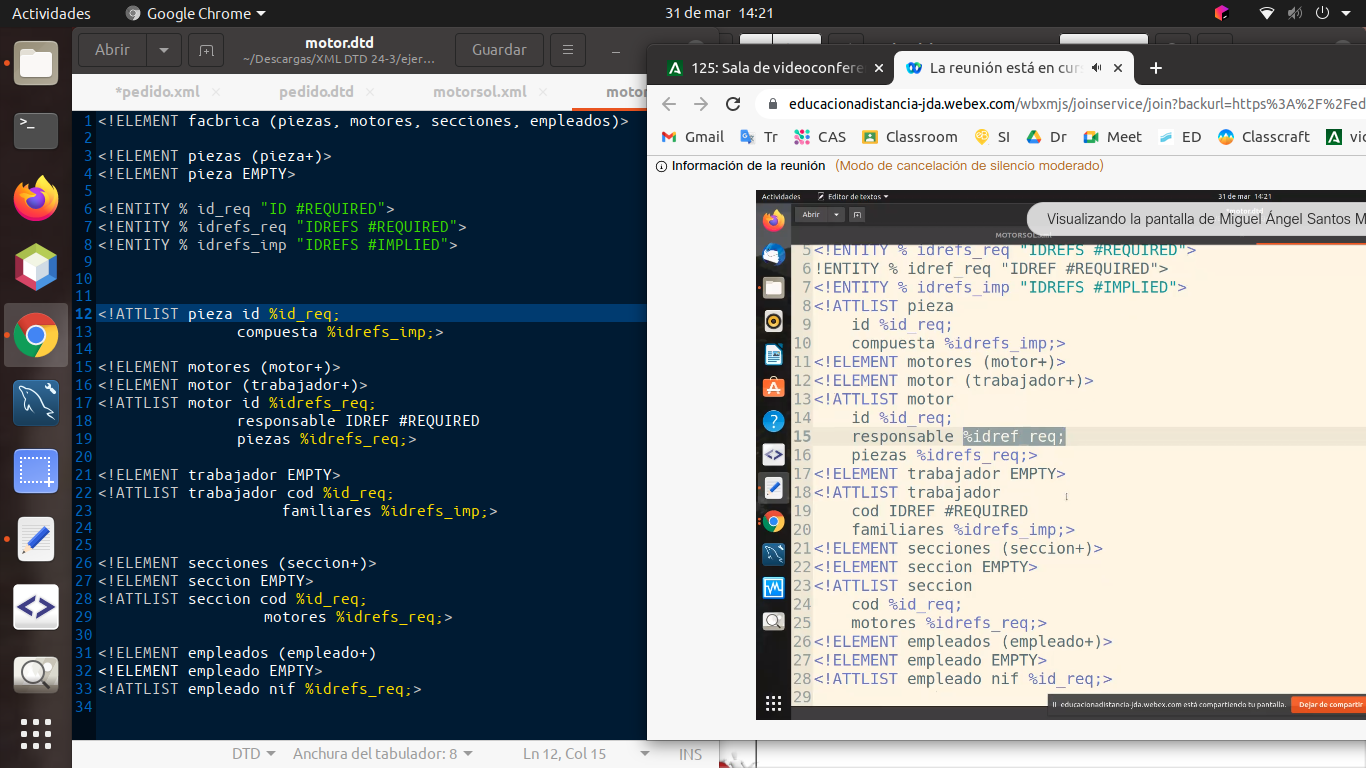 Actividades
Google Chrome
31 de mar 14:21
Abrir
motor.dtd
~/Descargas/XML DTD 24-3/ejer…
Guardar
*pedido.xml
pedido.dtd
motorsol.xml
motor
1 <!ELEMENT facbrica (piezas, motores, secciones, empleados)>
2
3 <!ELEMENT piezas (pieza+)>
4 <!ELEMENT pieza EMPTY>
5
6 <!ENTITY % id_req "ID #REQUIRED">
7 <!ENTITY % idrefs_req "IDREFS #REQUIRED">
8 <!ENTITY % idrefs_imp "IDREFS #IMPLIED">
9
10
11
12 <!ATTLIST pieza id %id_req;
13 compuesta %idrefs_imp;>
14
15 <!ELEMENT motores (motor+)>
16 <!ELEMENT motor (trabajador+)>
17 <!ATTLIST motor id %idrefs_req;
18 responsable IDREF #REQUIRED
19 piezas %idrefs_req;>
20
21 <!ELEMENT trabajador EMPTY>
22 <!ATTLIST trabajador cod %id_req;
23 familiares %idrefs_imp;>
24
25
26 <!ELEMENT secciones (seccion+)>
27 <!ELEMENT seccion EMPTY>
28 <!ATTLIST seccion cod %id_req;
29 motores %idrefs_req;>
30
31 <!ELEMENT empleados (empleado+)
32 <!ELEMENT empleado EMPTY>
33 <!ATTLIST empleado nif %idrefs_req;>
34
DTD
Anchura del tabulador: 8
Ln 12, Col 15
INS
125: Sala de videoconfere
La reunión está en curs
educacionadistancia-jda.webex.com/wbxmjs/joinservice/join?backurl=https%3A%2F%2Fed
Gmail
Tr
CAS
Classroom
SI
Dr
Meet
ED
Classcraft
Información de la reunión (Modo de cancelación de silencio moderado)
Actividades
Editor de textos
31 de mar 14:21
Abrir
Visualizando la pantalla de Miguel Ángel Santos M
MOTORSOL.xml
5 <!ENTITY % idrefs_req "IDREFS #REQUIRED">
6 !ENTITY % idref_req "IDREF #REQUIRED">
7 <!ENTITY % idrefs_imp "IDREFS #IMPLIED">
8 <!ATTLIST pieza
9 id %id_req;
10 compuesta %idrefs_imp;>
11 <!ELEMENT motores (motor+)>
12 <!ELEMENT motor (trabajador+)>
13 <!ATTLIST motor
14 id %id_req;
15 responsable %idref_req;
16 piezas %idrefs_req;>
17 <!ELEMENT trabajador EMPTY>
18 <!ATTLIST trabajador
19 cod IDREF #REQUIRED
20 familiares %idrefs_imp;>
21 <!ELEMENT secciones (seccion+)>
22 <!ELEMENT seccion EMPTY>
23 <!ATTLIST seccion
24 cod %id_req;
25 motores %idrefs_req;>
26 <!ELEMENT empleados (empleado+)>
27 <!ELEMENT empleado EMPTY>
28 <!ATTLIST empleado nif %id_req;>
29
educacionadistancia-jda.webex.com está compartiendo tu pantalla.
Dejar de compartir